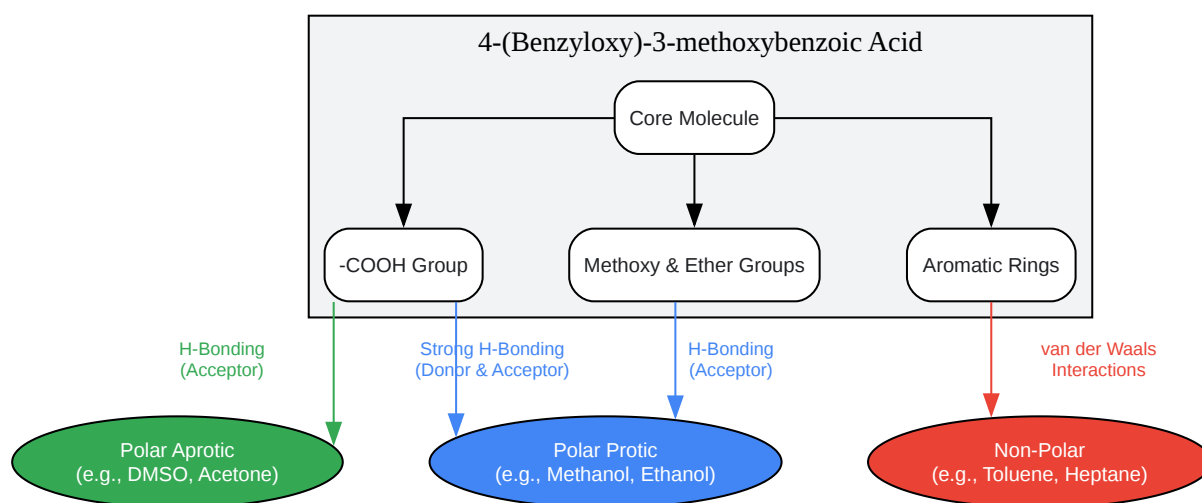 4-(Benzyloxy)-3-methoxybenzoic Acid
Core Molecule
-COOH Group
Methoxy & Ether Groups
Aromatic Rings
H-Bonding
(Acceptor)
Strong H-Bonding
(Donor & Acceptor)
H-Bonding
(Acceptor)
van der Waals
Interactions
Polar Aprotic
(e.g., DMSO, Acetone)
Polar Protic
(e.g., Methanol, Ethanol)
Non-Polar
(e.g., Toluene, Heptane)